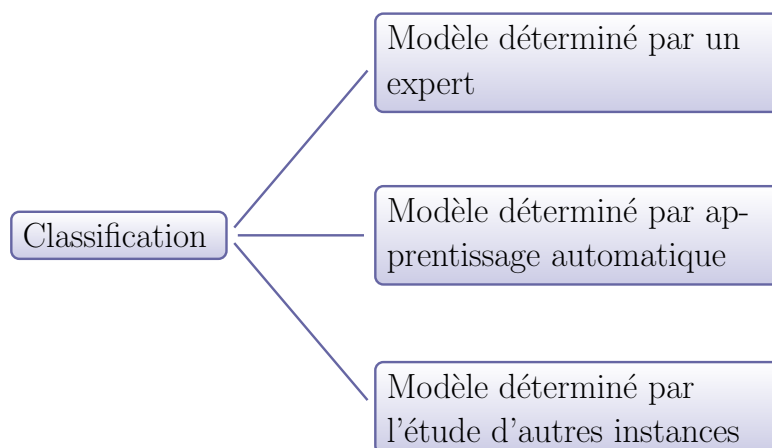 Modèle déterminé par un
expert
Classification
Modèle déterminé par ap-
prentissage automatique
Modèle déterminé par
l'étude d'autres instances